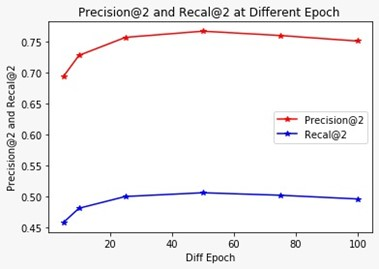 Precision@2 and Recal@2 at Different Epoch
Precision@2 and Recal@2
0.75
0.70
0.65
0.60
0.55
0.50
0.45
Precision@2
Recal@2
20
40
60
80
100
Diff Epoch